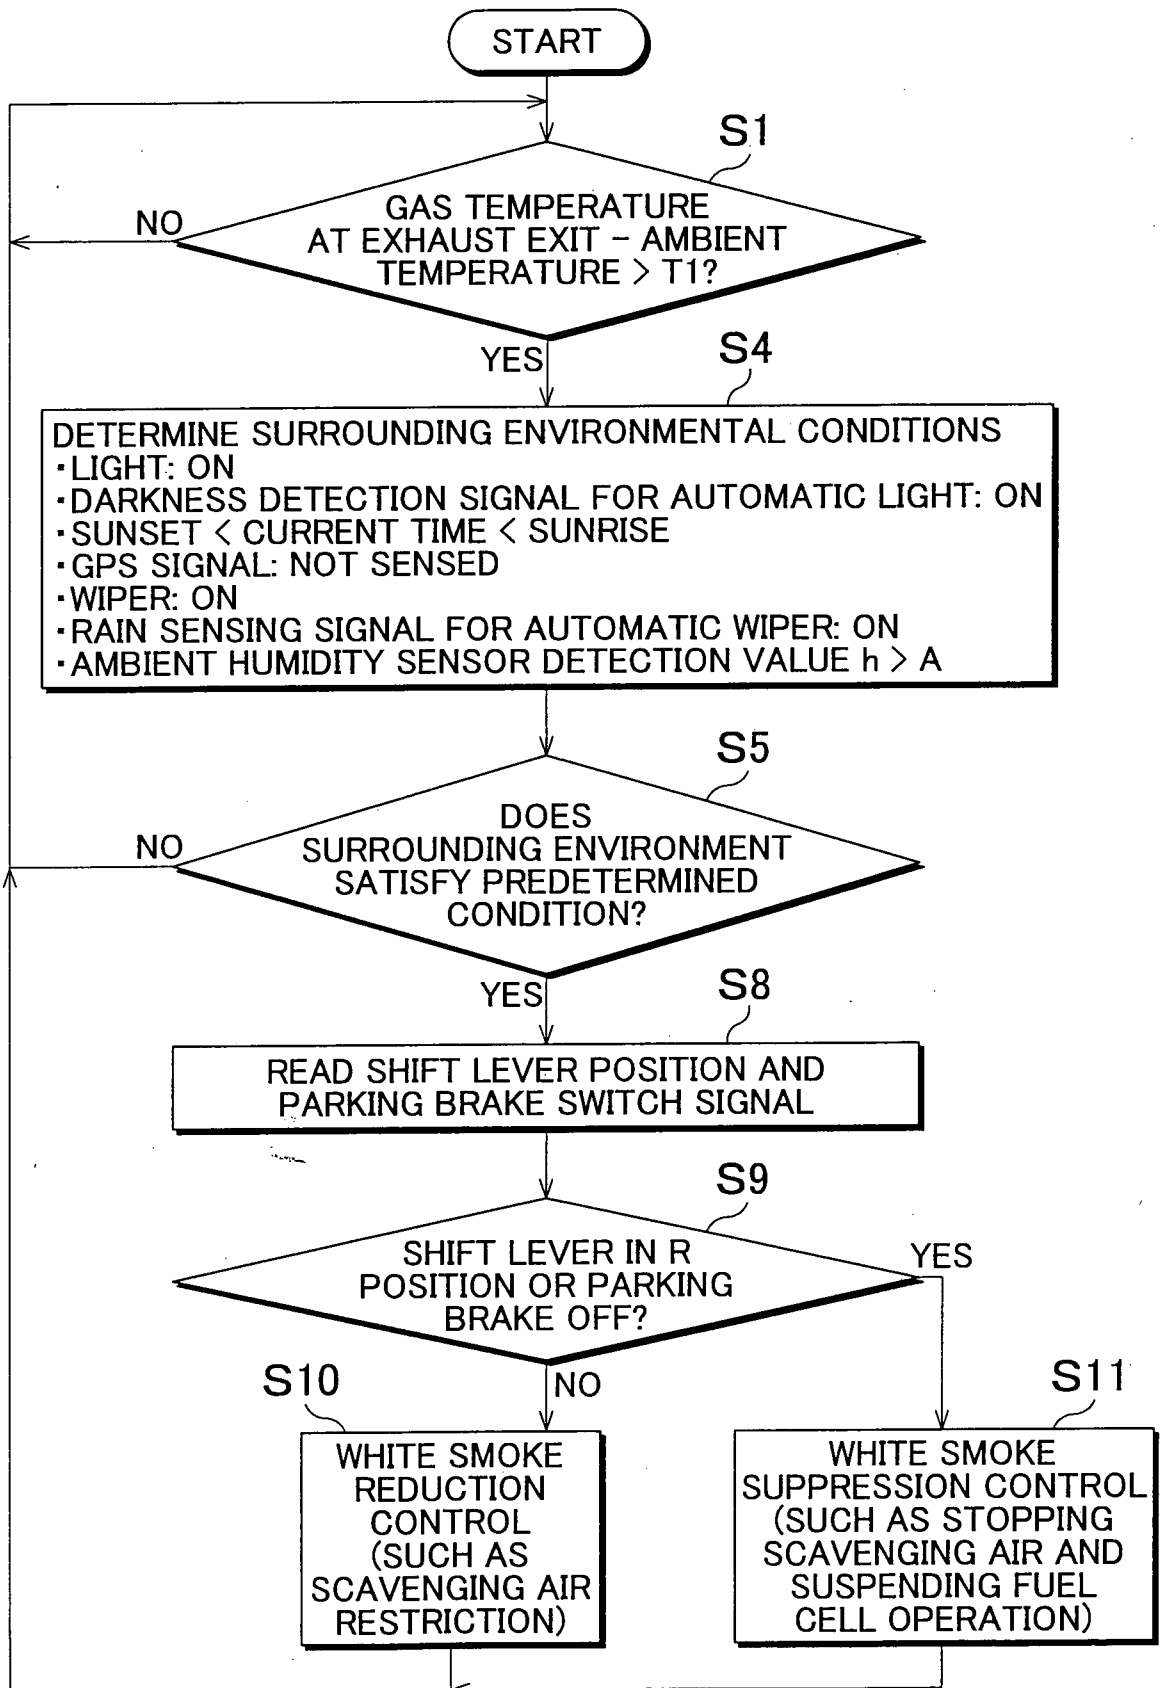 START
S1
GAS TEMPERATURE
AT EXHAUST EXIT – AMBIENT
TEMPERATURE > T1?
NO
YES
S4
DETERMINE SURROUNDING ENVIRONMENTAL CONDITIONS
・LIGHT: ON
・DARKNESS DETECTION SIGNAL FOR AUTOMATIC LIGHT: ON
・SUNSET < CURRENT TIME < SUNRISE
・GPS SIGNAL: NOT SENSED
・WIPER: ON
・RAIN SENSING SIGNAL FOR AUTOMATIC WIPER: ON
・AMBIENT HUMIDITY SENSOR DETECTION VALUE h > A
S5
DOES
SURROUNDING ENVIRONMENT
SATISFY PREDETERMINED
CONDITION?
NO
YES
S8
READ SHIFT LEVER POSITION AND
PARKING BRAKE SWITCH SIGNAL
S9
SHIFT LEVER IN R
POSITION OR PARKING
BRAKE OFF?
YES
NO
S10
WHITE SMOKE
REDUCTION
CONTROL
(SUCH AS
SCAVENGING AIR
RESTRICTION)
S11
WHITE SMOKE
SUPPRESSION CONTROL
(SUCH AS STOPPING
SCAVENGING AIR AND
SUSPENDING FUEL
CELL OPERATION)